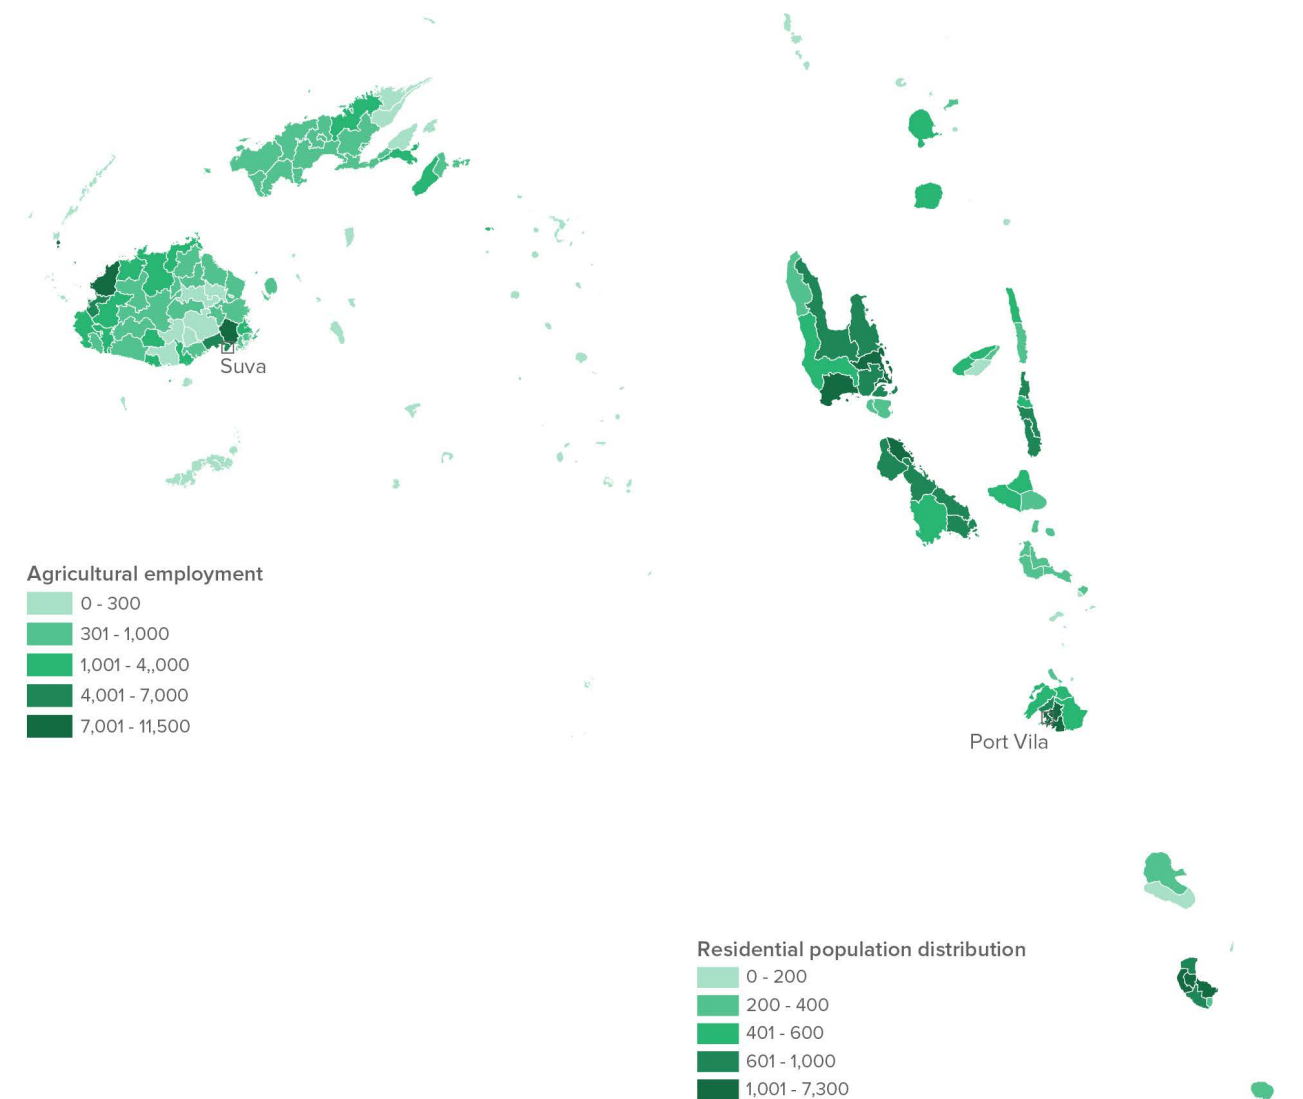 Suva
Agricultural employment
0 - 300
301 - 1,000
1,001 - 4,,000
4,001 - 7,000
7,001 - 11,500
Port Vila
Residential population distribution
0 - 200
200 - 400
401 - 600
601 - 1,000
1,001 - 7,300